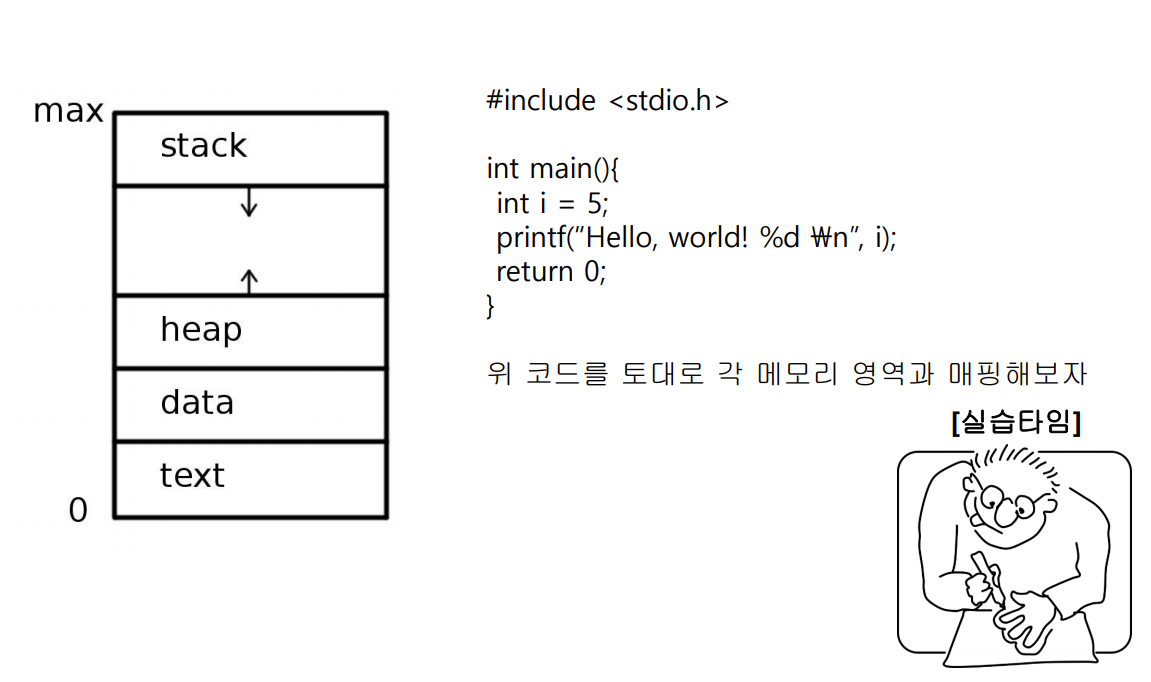 max
stack
heap
data
text
0
#include <stdio.h>
int main(){
int i = 5;
printf(“Hello, world! %d ₩n”, i);
return 0;
}
위 코드를 토대로 각 메모리 영역과 매핑해보자
[실습타임]